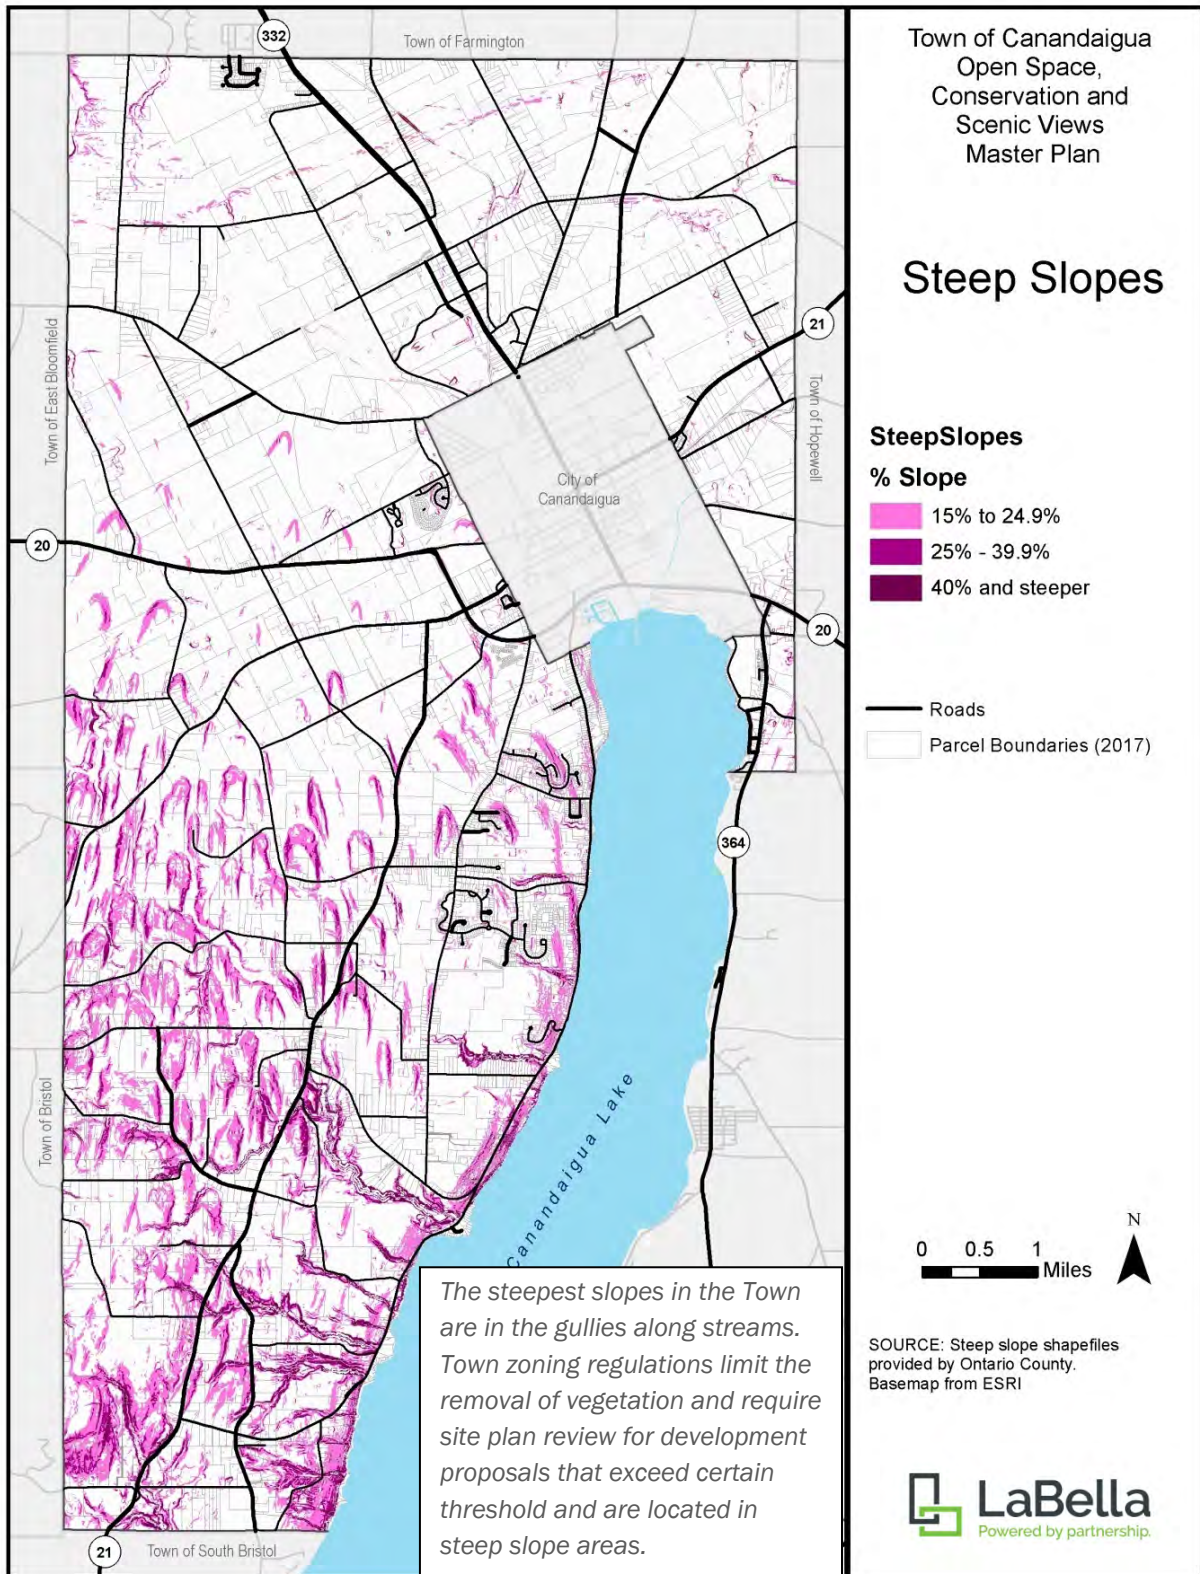 332
Town of Farmington
Town of East Bloomfield
21
Town of Hopewell
City of
Canandaigua
20
20
364
Town of Bristol
Canandaigua Lake
21
Town of South Bristol
The steepest slopes in the Town
are in the gullies along streams.
Town zoning regulations limit the
removal of vegetation and require
site plan review for development
proposals that exceed certain
threshold and are located in
steep slope areas.
Town of Canandaigua
Open Space,
Conservation and
Scenic Views
Master Plan
Steep Slopes
SteepSlopes
% Slope
15% to 24.9%
25% - 39.9%
40% and steeper
Roads
Parcel Boundaries (2017)
N
0 0.5 1
Miles
SOURCE: Steep slope shapefiles
provided by Ontario County.
Basemap from ESRI
LaBella
Powered by partnership.